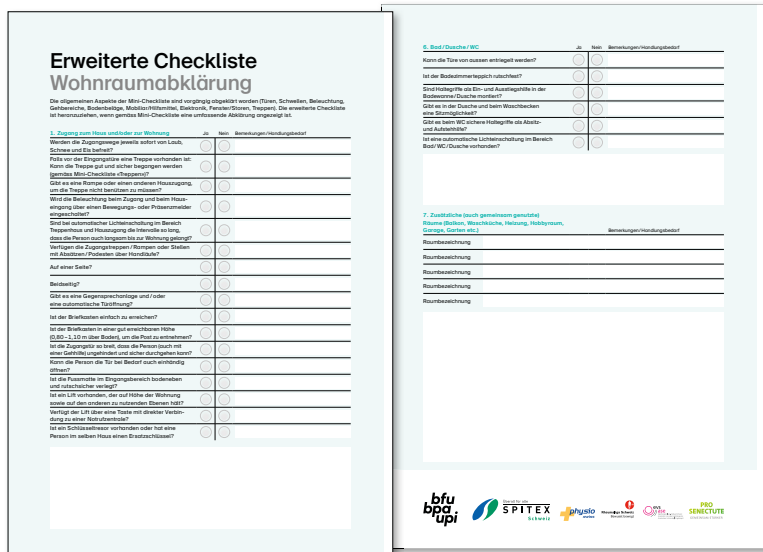 Erweiterte Checkliste
Wohnraumabklärung
Die allgemeinen Aspekte der Mini-Checkliste sind vorgängig abgeklärt worden (Türen, Schwellen, Beleuchtung,
Gehbereiche, Bodenbeläge, Mobiliar/Hilfsmittel, Elektronik, Fenster/Storen, Treppen). Die erweiterte Checkliste
ist heranzuziehen, wenn gemäss Mini-Checkliste eine umfassende Abklärung angezeigt ist.
1. Zugang zum Haus und/oder zur Wohnung Ja Nein Bemerkungen/Handlungsbedarf
Werden die Zugangswege jeweils sofort von Laub,
Schnee und Eis befreit?
Falls vor der Eingangstüre eine Treppe vorhanden ist:
Kann die Treppe gut und sicher begangen werden
(gemäss Mini-Checkliste «Treppen»)?
Gibt es eine Rampe oder einen anderen Hauszugang,
um die Treppe nicht benützen zu müssen?
Wird die Beleuchtung beim Zugang und beim Haus-
eingang über einen Bewegungs- oder Präsenzmelder
eingeschaltet?
Sind bei automatischer Lichteinschaltung im Bereich
Treppenhaus und Hauszugang die Intervalle so lang,
dass die Person auch langsam bis zur Wohnung gelangt?
Verfügen die Zugangstreppen/Rampen oder Stellen
mit Absätzen/Podesten über Handläufe?
Auf einer Seite?
Beidseitig?
Gibt es eine Gegensprechanlage und/oder
eine automatische Türöffnung?
Ist der Briefkasten einfach zu erreichen?
Ist der Briefkasten in einer gut erreichbaren Höhe
(0,80–1,10 m über Boden), um die Post zu entnehmen?
Ist die Zugangstür so breit, dass die Person (auch mit
einer Gehhilfe) ungehindert und sicher durchgehen kann?
Kann die Person die Tür bei Bedarf auch einhändig
öffnen?
Ist die Fussmatte im Eingangsbereich bodeneben
und rutschsicher verlegt?
Ist ein Lift vorhanden, der auf Höhe der Wohnung
sowie auf den anderen zu nutzenden Ebenen hält?
Verfügt der Lift über eine Taste mit direkter Verbin-
dung zu einer Notrufzentrale?
Ist ein Schlüsseltresor vorhanden oder hat eine
Person im selben Haus einen Ersatzschlüssel?
6. Bad/Dusche/WC Ja Nein Bemerkungen/Handlungsbedarf
Kann die Türe von aussen entriegelt werden?
Ist der Badezimmerteppich rutschfest?
Sind Haltegriffe als Ein- und Ausstiegshilfe in der
Badewanne/Dusche montiert?
Gibt es in der Dusche und beim Waschbecken
eine Sitzmöglichkeit?
Gibt es beim WC sichere Haltegriffe als Absitz-
und Aufstehhilfe?
Ist eine automatische Lichteinschaltung im Bereich
Bad/WC/Dusche vorhanden?
7. Zusätzliche (auch gemeinsam genutzte)
Räume (Balkon, Waschküche, Heizung, Hobbyraum,
Garage, Garten etc.) Bemerkungen/Handlungsbedarf
Raumbezeichnung
Raumbezeichnung
Raumbezeichnung
Raumbezeichnung
Raumbezeichnung
bfu
bpa
upi
Überall für alle
SPITEX
Schweiz
physio
swiss
Rheumaliga Schweiz
EVS
ASE
PRO
SENECTUTE